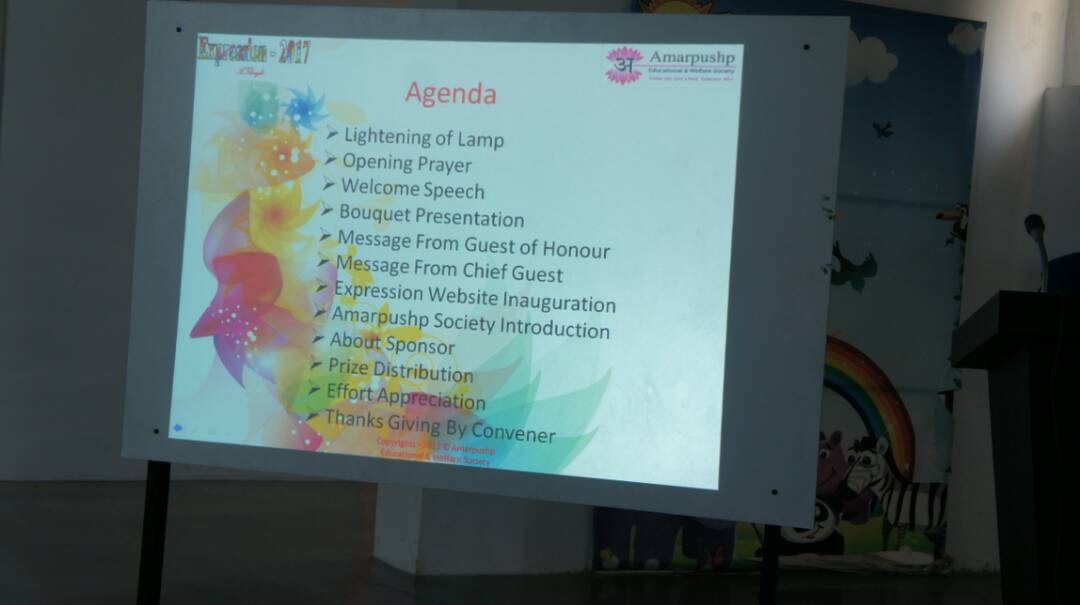 Expression - 2017
अ
Amarpushp
Educational & Welfare Society
Agenda
➢ Lightening of Lamp
➢ Opening Prayer
➢ Welcome Speech
➢ Bouquet Presentation
➢ Message From Guest of Honour
➢ Message From Chief Guest
➢ Expression Website Inauguration
➢ Amarpushp Society Introduction
➢ About Sponsor
➢ Prize Distribution
➢ Effort Appreciation
➢ Thanks Giving By Convener
Copyrights © Amarpushp
Educational & Welfare Society